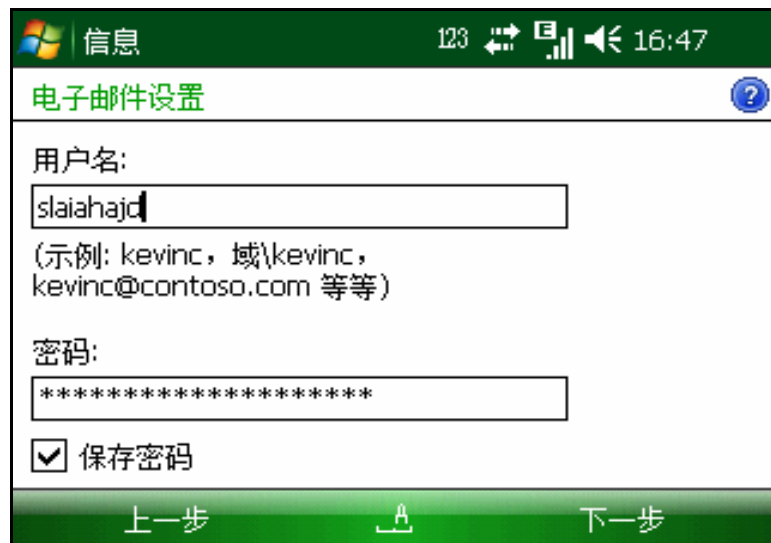 信息 123 E 16:47
电子邮件设置 ?
用户名:
slaiahajd
(示例: kevinc，域\kevinc，
kevinc@contoso.com 等等)
密码:
********************
保存密码
上一步 A 下一步